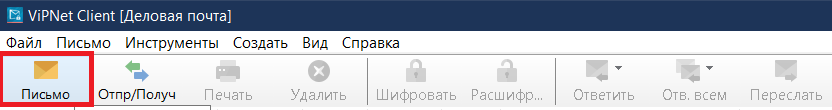 ViPNet Client [Деловая почта]
Файл Письмо Инструменты Создать Вид Справка
Письмо Отпр/Получ Печать Удалить Шифровать Расшифр... Ответить Отв. всем Переслать